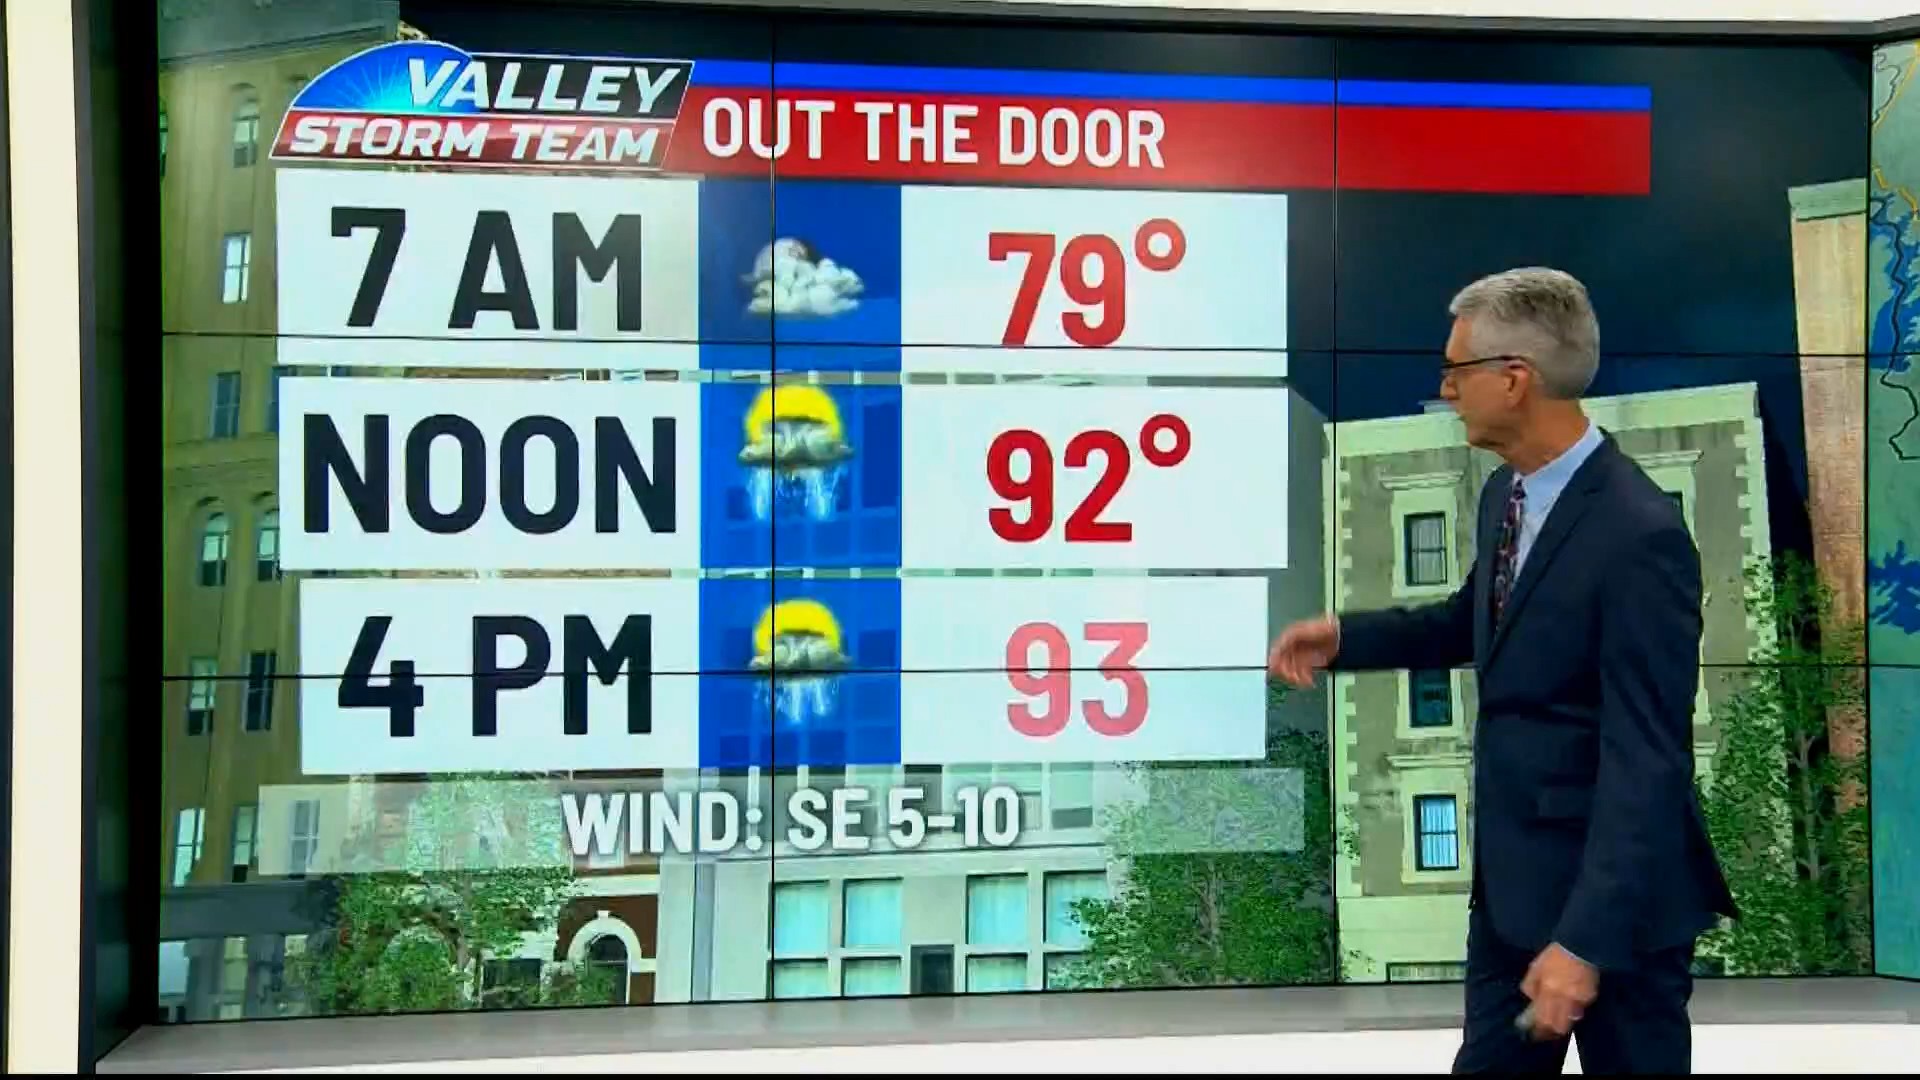 VALLEY
STORM TEAM
OUT THE DOOR
7 AM
79°
NOON
92°
4 PM
93
WIND: SE 5-10